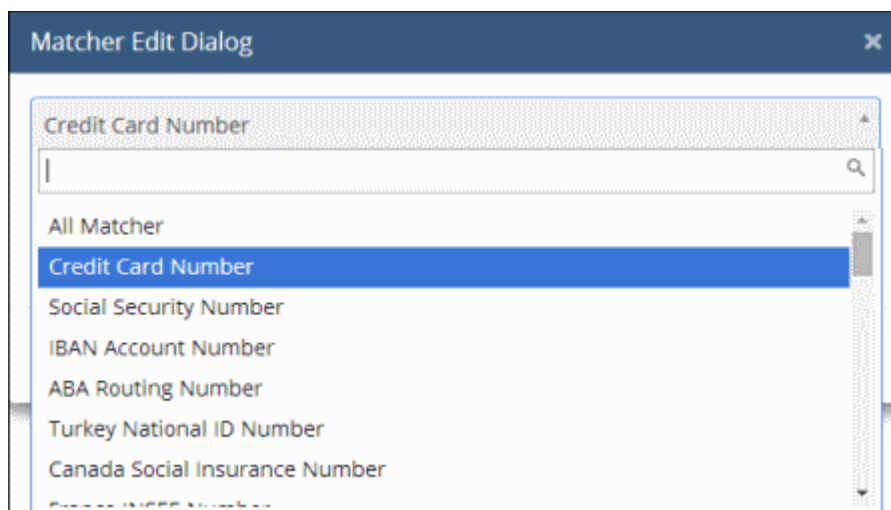 Matcher Edit Dialog
Credit Card Number
All Matcher
Credit Card Number
Social Security Number
IBAN Account Number
ABA Routing Number
Turkey National ID Number
Canada Social Insurance Number